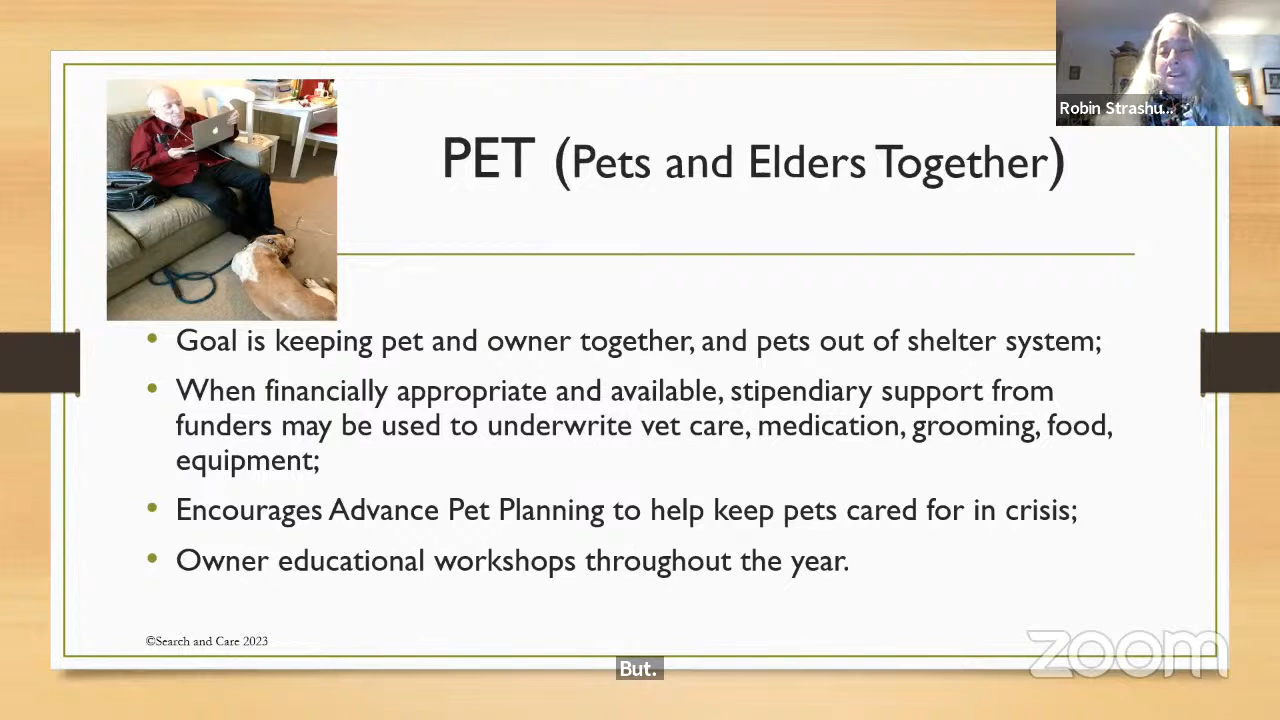 Robin Strashu...
PET (Pets and Elders Together)
• Goal is keeping pet and owner together, and pets out of shelter system;
• When financially appropriate and available, stipendiary support from
funders may be used to underwrite vet care, medication, grooming, food,
equipment;
• Encourages Advance Pet Planning to help keep pets cared for in crisis;
• Owner educational workshops throughout the year.
©Search and Care 2023
zoom
But.